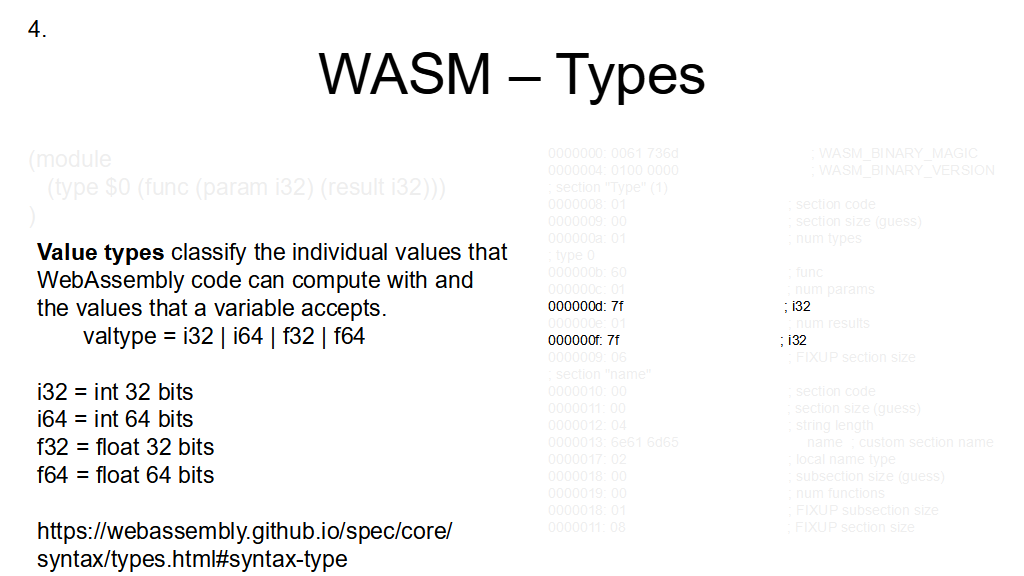 4.
WASM – Types
(module
(type $0 (func (param i32) (result i32)))
)
Value types classify the individual values that
WebAssembly code can compute with and
the values that a variable accepts.
valtype = i32 | i64 | f32 | f64
i32 = int 32 bits
i64 = int 64 bits
f32 = float 32 bits
f64 = float 64 bits
https://webassembly.github.io/spec/core/
syntax/types.html#syntax-type
0000000: 0061 736d ; WASM_BINARY_MAGIC
0000004: 0100 0000 ; WASM_BINARY_VERSION
; section "Type" (1)
0000008: 01 ; section code
0000009: 00 ; section size (guess)
000000a: 01 ; num types
; type 0
000000b: 60 ; func
000000c: 01 ; num params
000000d: 7f ; i32
000000e: 01 ; num results
000000f: 7f ; i32
0000009: 06 ; FIXUP section size
; section "name"
0000010: 00 ; section code
0000011: 00 ; section size (guess)
0000012: 04 ; string length
0000013: 6e61 6d65 name ; custom section name
0000017: 02 ; local name type
0000018: 00 ; subsection size (guess)
0000019: 00 ; num functions
0000018: 01 ; FIXUP subsection size
0000011: 08 ; FIXUP section size